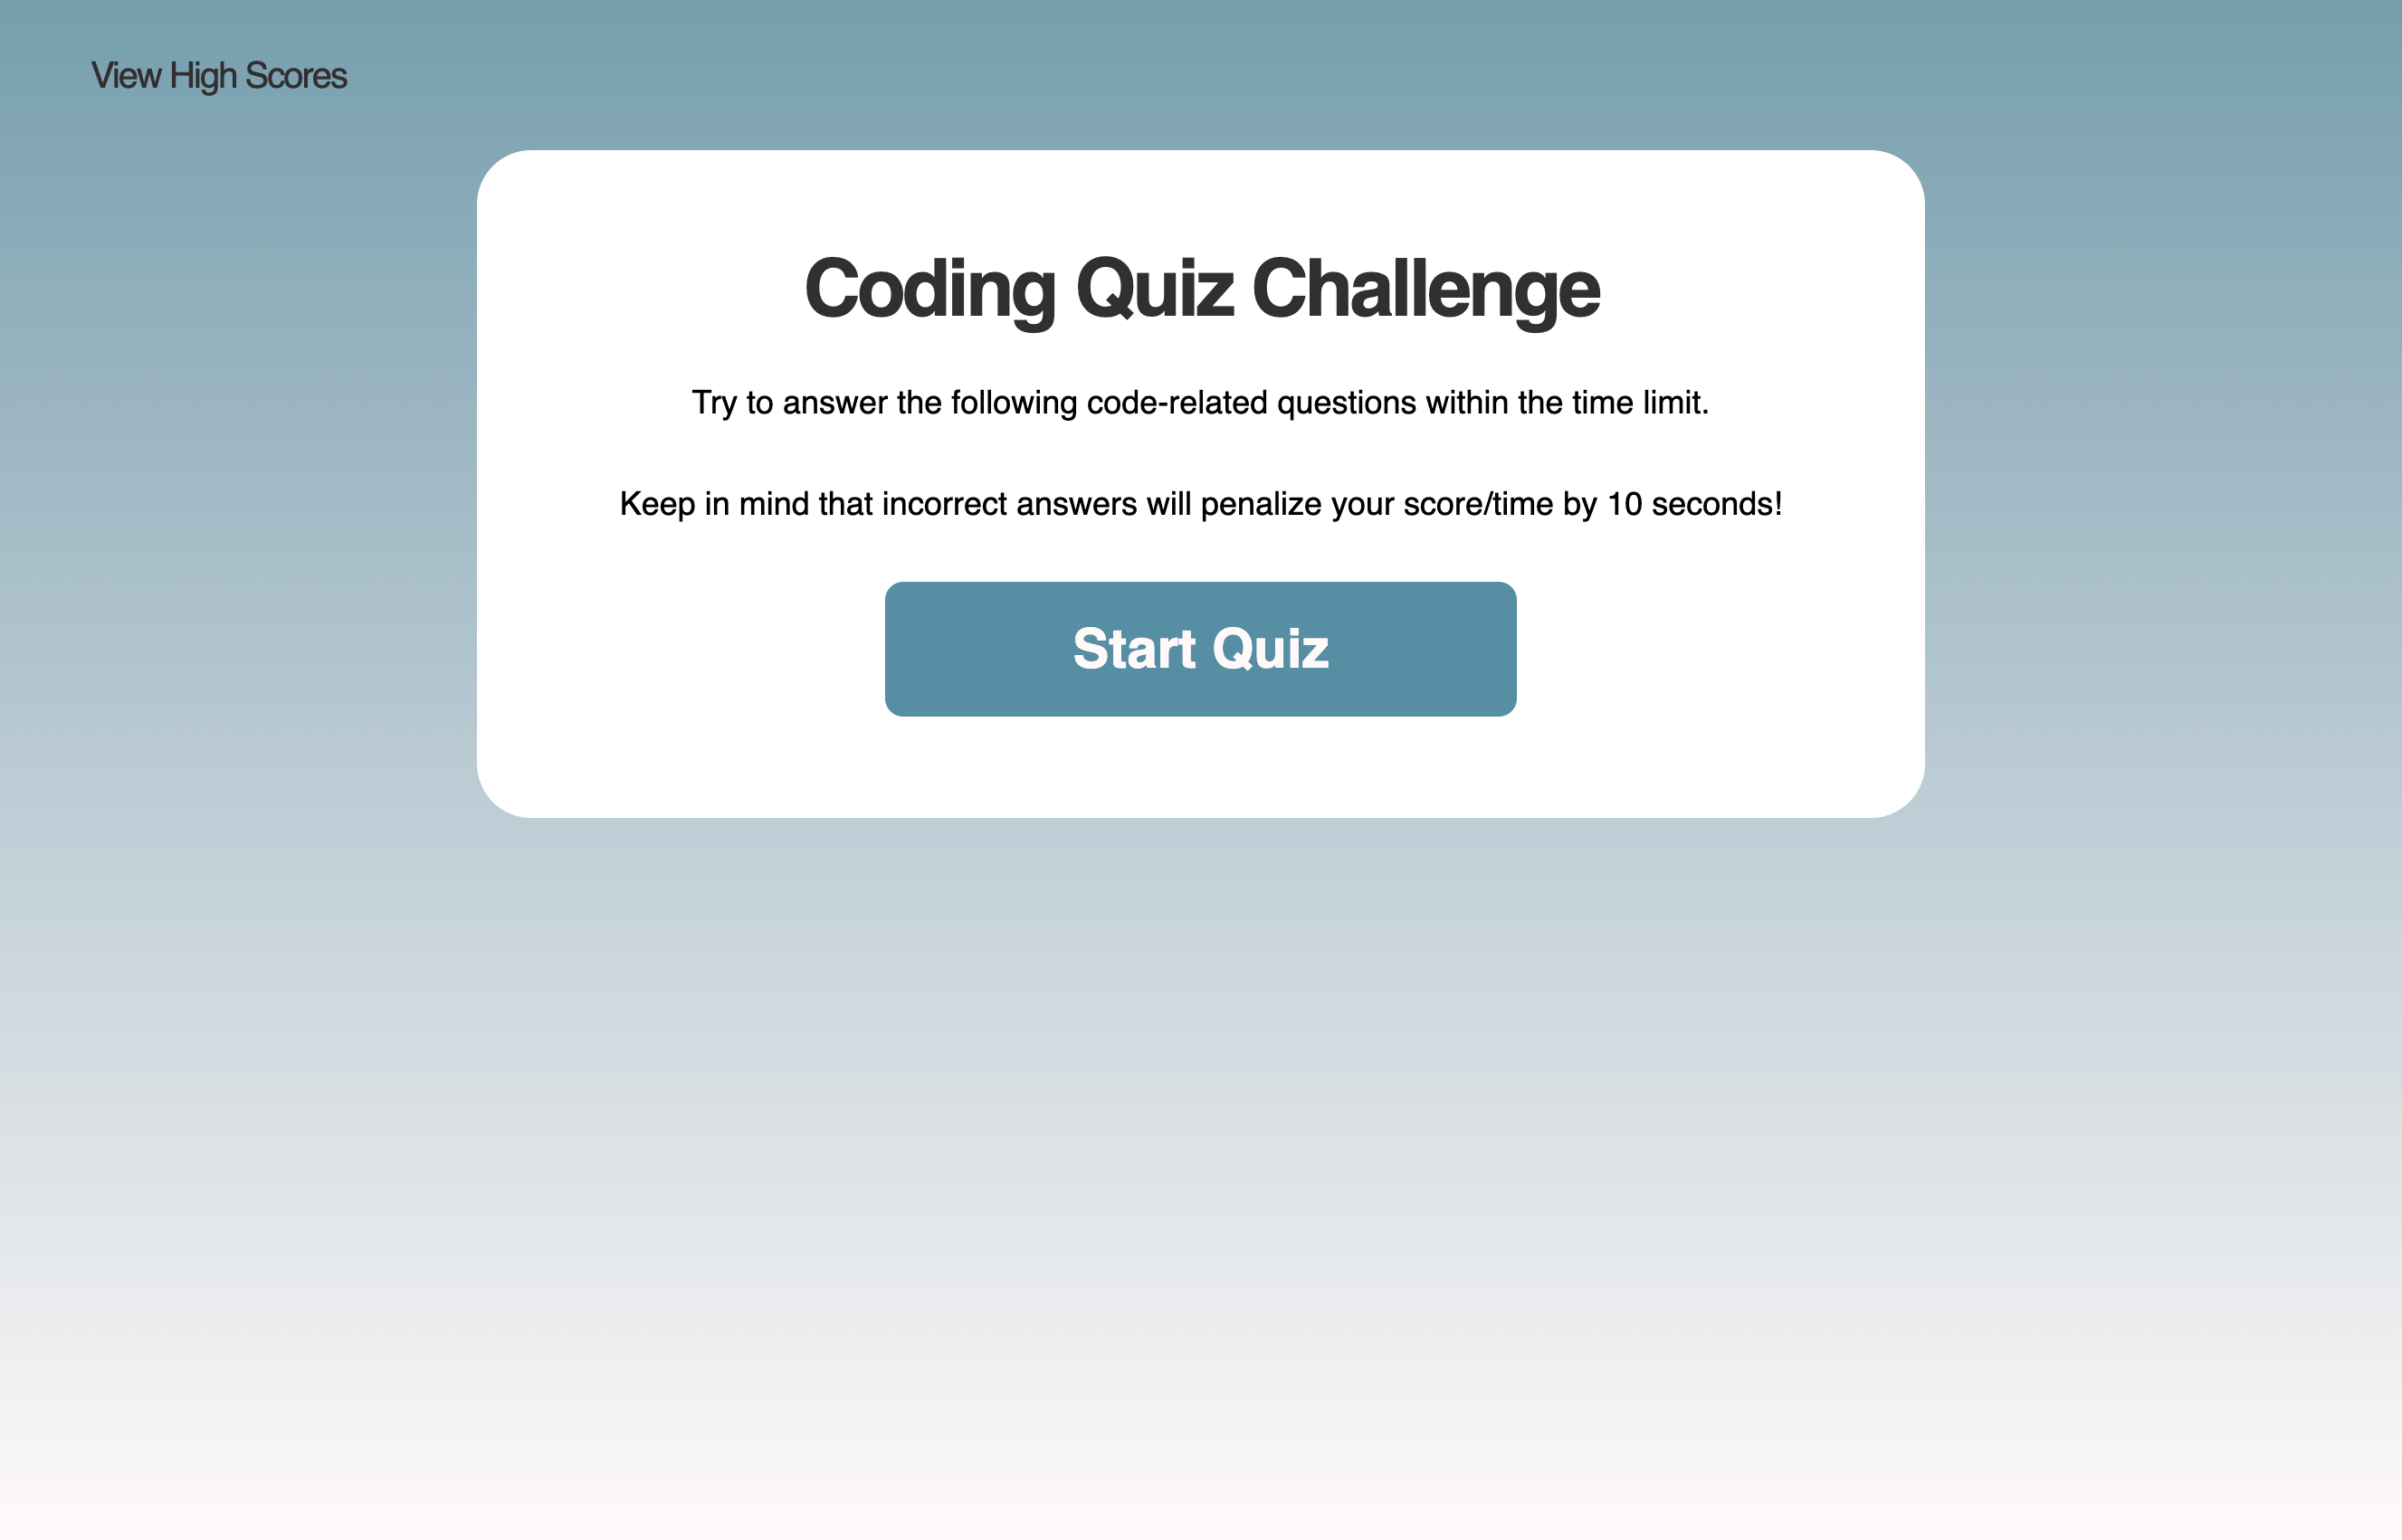 View High Scores
Coding Quiz Challenge
Try to answer the following code-related questions within the time limit.
Keep in mind that incorrect answers will penalize your score/time by 10 seconds!
Start Quiz